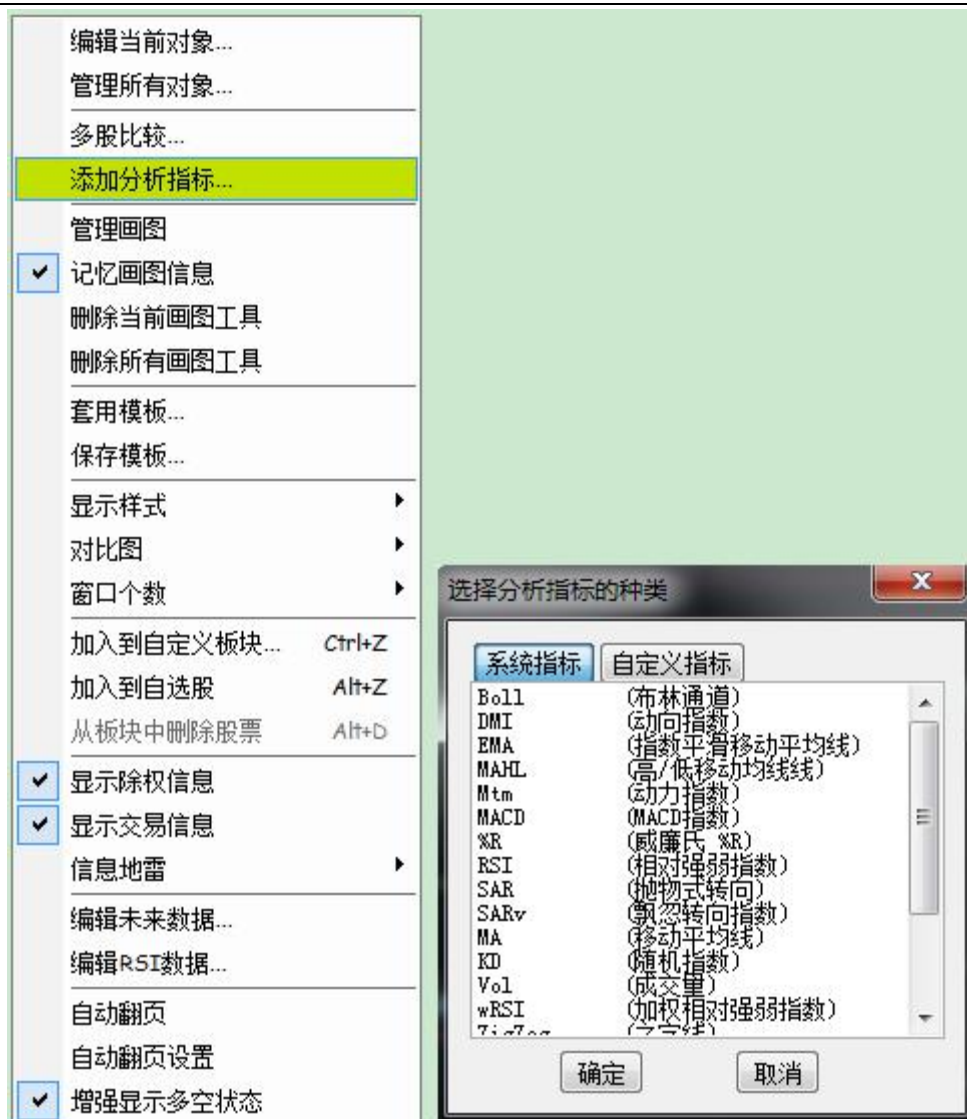 编辑当前对象...
管理所有对象...
多股比较...
添加分析指标...
管理画图
记忆画图信息
删除当前画图工具
删除所有画图工具
套用模板...
保存模板...
显示样式
对比图
窗口个数
加入到自定义板块... Ctrl+Z
加入到自选股 Alt+Z
从板块中删除股票 Alt+D
显示除权信息
显示交易信息
信息地雷
编辑未来数据...
编辑RSI数据...
自动翻页
自动翻页设置
增强显示多空状态
选择分析指标的种类
系统指标 自定义指标
Boll (布林通道)
DMI (动向指数)
EMA (指数平滑移动平均线)
MAHL (高/低移动均线线)
Mtm (动力指数)
MACD (MACD指数)
%R (威廉氏 %R)
RSI (相对强弱指数)
SAR (抛物式转向)
SARv (飘忽转向指数)
MA (移动平均线)
KD (随机指数)
Vol (成交量)
wRSI (加权相对强弱指数)
ZigZag (之字线)
确定 取消